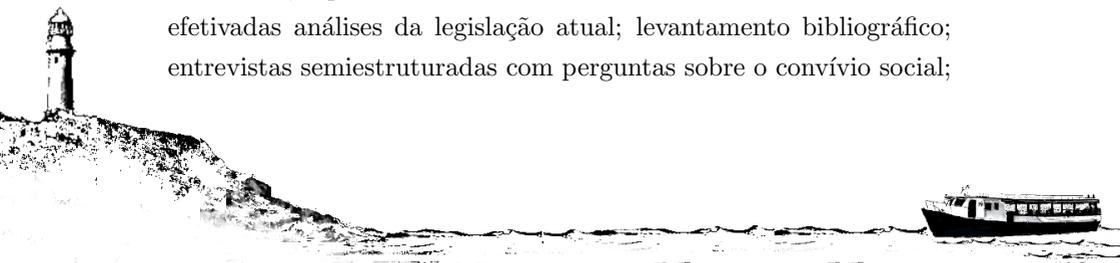 efetivadas análises da legislação atual; levantamento bibliográfico;
entrevistas semiestruturadas com perguntas sobre o convívio social;